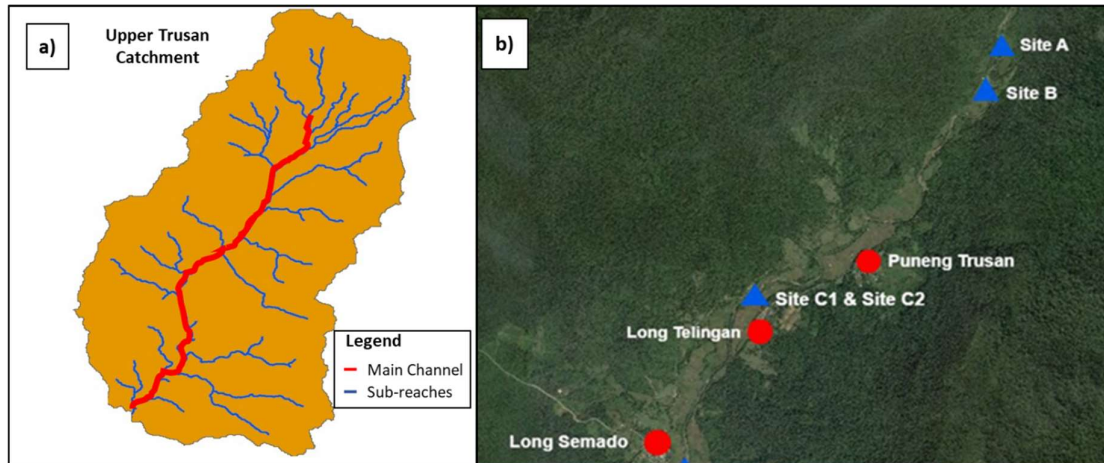 a)
Upper Trusan
Catchment
Legend
Main Channel
Sub-reaches
b)
Site A
Site B
Puneng Trusan
Site C1 & Site C2
Long Telingan
Long Semado